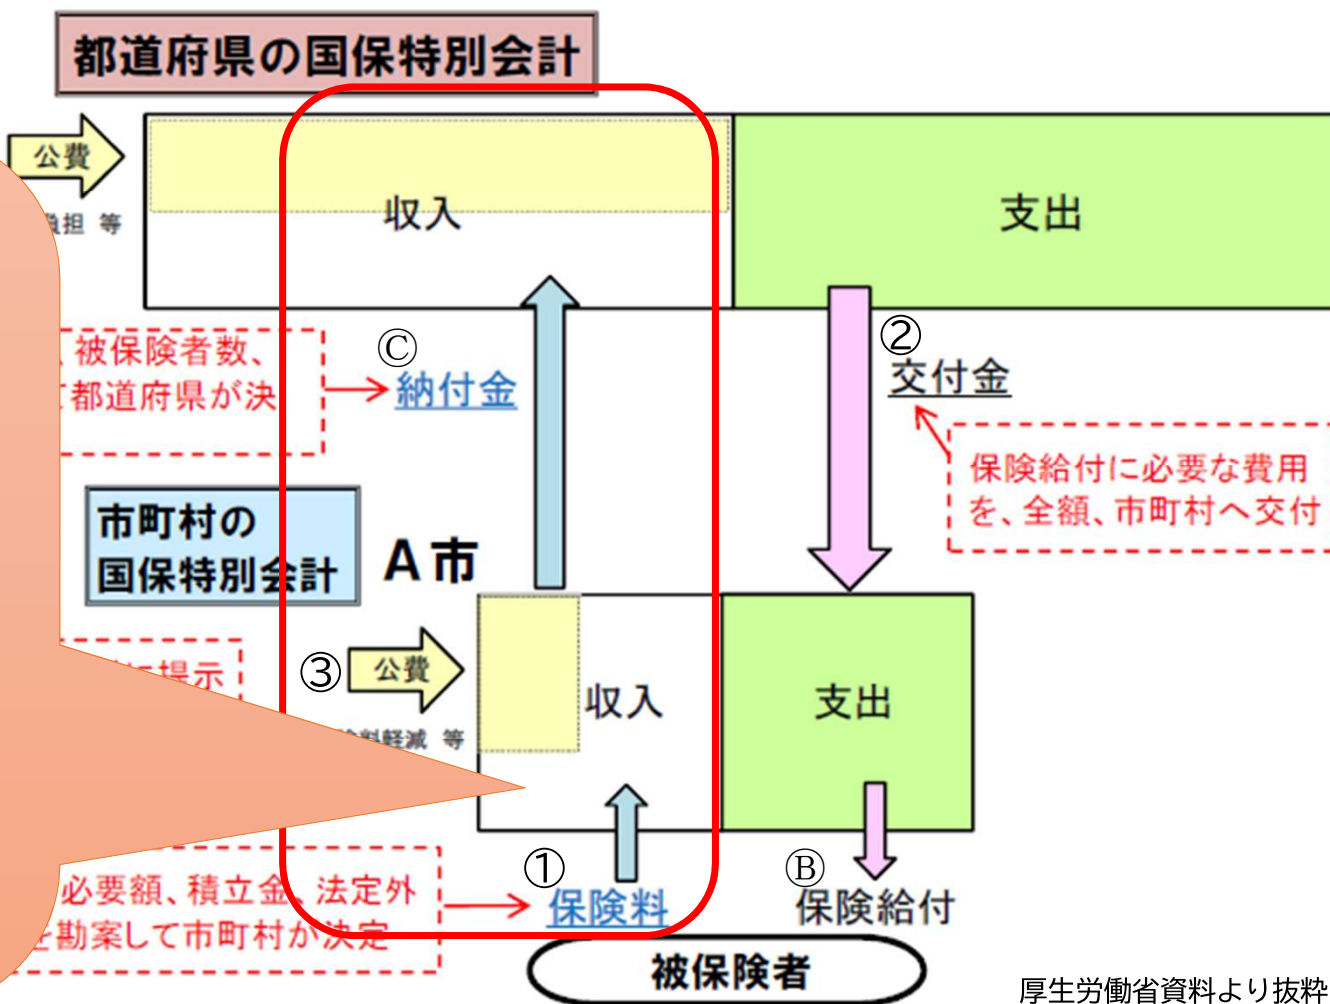 都道府県の国保特別会計
公費
負担 等
収入
支出
、被保険者数、
て都道府県が決
Ⓒ
納付金
②
交付金
保険給付に必要な費用
を、全額、市町村へ交付
市町村の
国保特別会計
A市
に提示
③
公費
料軽減 等
収入
支出
必要額、積立金、法定外
を勘案して市町村が決定
①
保険料
Ⓑ
保険給付
被保険者
厚生労働省資料より抜粋